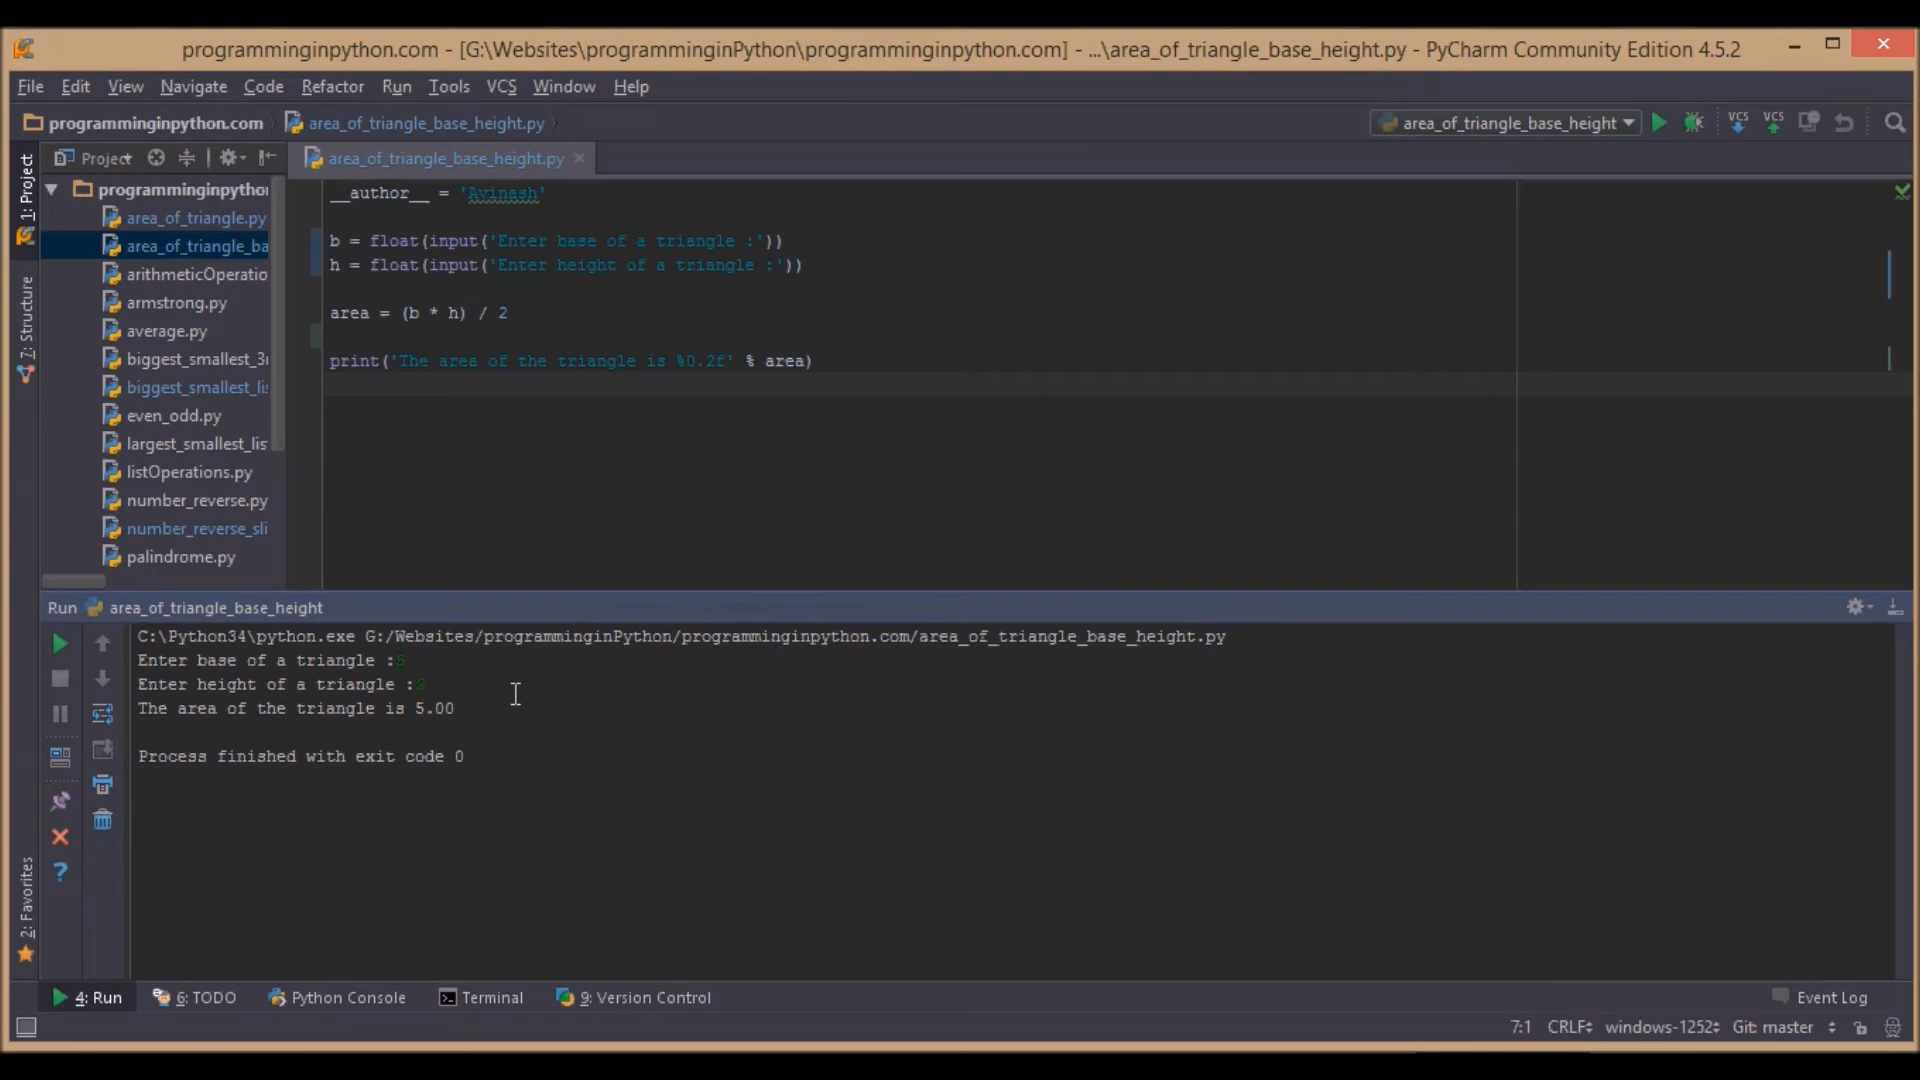 programminginpython.com - [G:\Websites\programminginPython\programminginpython.com] - ...\area_of_triangle_base_height.py - PyCharm Community Edition 4.5.2
File Edit View Navigate Code Refactor Run Tools VCS Window Help
programminginpython.com area_of_triangle_base_height.py area_of_triangle_base_height VCS VCS
1: Project
7: Structure
2: Favorites
Project
programminginpytho
area_of_triangle.py
area_of_triangle_ba
arithmeticOperatio
armstrong.py
average.py
biggest_smallest_3
biggest_smallest_li
even_odd.py
largest_smallest_lis
listOperations.py
number_reverse.py
number_reverse_sli
palindrome.py
area_of_triangle_base_height.py
__author__ = 'Avinash'
b = float(input('Enter base of a triangle :'))
h = float(input('Enter height of a triangle :'))
area = (b * h) / 2
print('The area of the triangle is %0.2f' % area)
Run area_of_triangle_base_height
C:\Python34\python.exe G:/Websites/programminginPython/programminginpython.com/area_of_triangle_base_height.py
Enter base of a triangle :5
Enter height of a triangle :2
The area of the triangle is 5.00
Process finished with exit code 0
4: Run 6: TODO Python Console Terminal 9: Version Control Event Log
7:1 CRLF windows-1252 Git: master